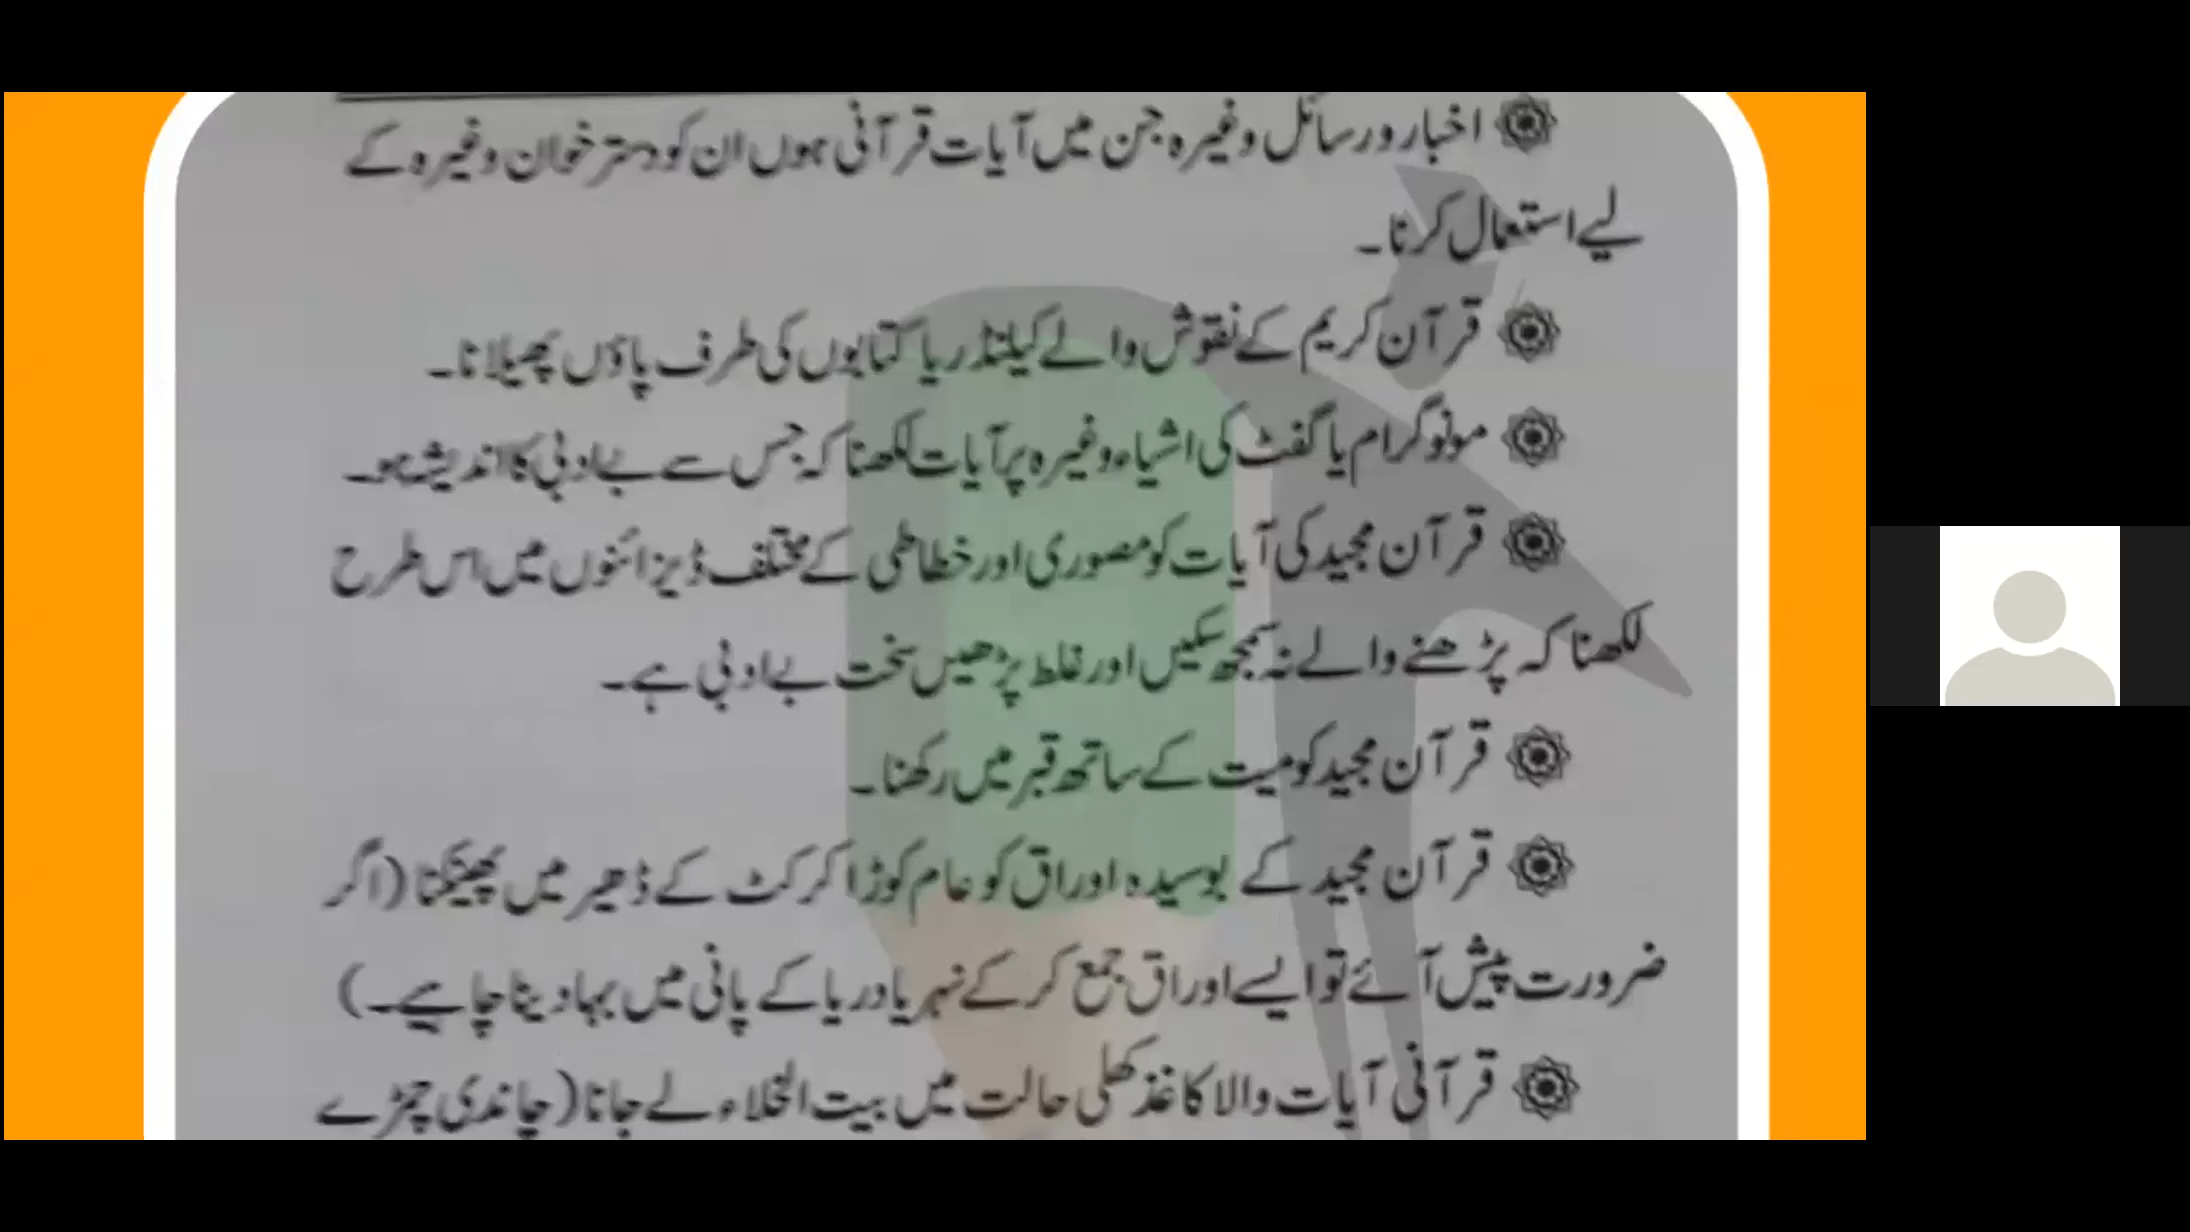 اخبار و رسائل وغیرہ جن میں آیات قرآنی ہوں ان کو دستر خوان وغیرہ کے
لیے استعمال کرنا۔
قرآن کریم کے نقوش والے کیلنڈر یا کتابوں کی طرف پاؤں پھیلانا۔
مونوگرام یا گفٹ کی اشیاء وغیرہ پر آیات لکھنا کہ جس سے بے ادبی کا اندیشہ ہو۔
قرآن مجید کی آیات کو مصوری اور خطاطی کے مختلف ڈیزائنوں میں اس طرح
لکھنا کہ پڑھنے والے نہ سمجھ سکیں اور غلط پڑھیں سخت بے ادبی ہے۔
قرآن مجید کو میت کے ساتھ قبر میں رکھنا۔
قرآن مجید کے بوسیدہ اوراق کو عام کوڑا کرکٹ کے ڈھیر میں پھینکنا (اگر
ضرورت پیش آئے تو ایسے اوراق جمع کر کے نہر یا دریا کے پانی میں بہا دینا چاہیے۔)
قرآنی آیات والا کاغذ کھلی حالت میں بیت الخلاء لے جانا (چاندی چمڑے